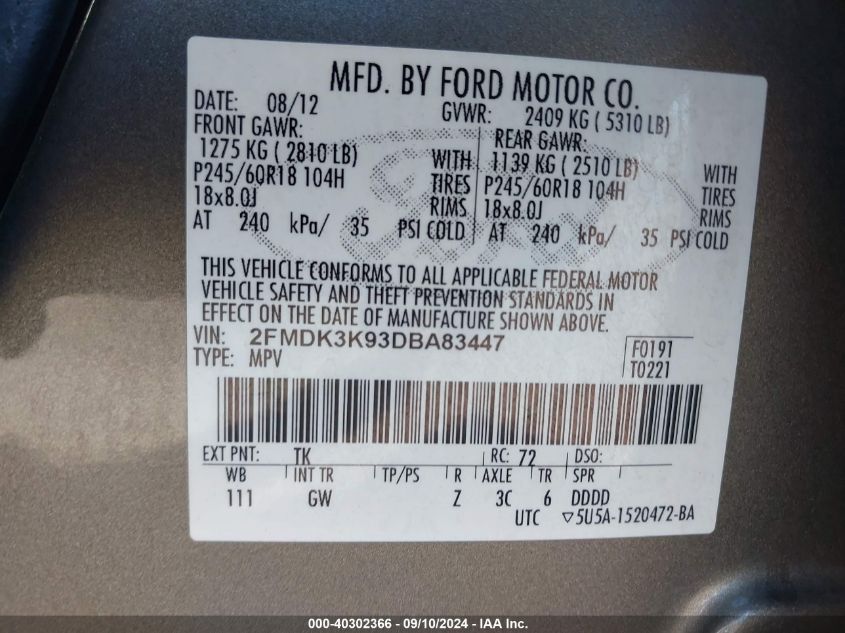 MFD. BY FORD MOTOR CO.
DATE: 08/12 GVWR: 2409 KG ( 5310 LB)
FRONT GAWR: REAR GAWR:
1275 KG ( 2810 LB) WITH 1139 KG ( 2510 LB) WITH
P245/60R18 104H TIRES P245/60R18 104H TIRES
18x8.0J RIMS 18x8.0J RIMS
AT 240 kPa/ 35 PSI COLD AT 240 kPa/ 35 PSI COLD
THIS VEHICLE CONFORMS TO ALL APPLICABLE FEDERAL MOTOR
VEHICLE SAFETY AND THEFT PREVENTION STANDARDS IN
EFFECT ON THE DATE OF MANUFACTURE SHOWN ABOVE.
VIN: 2FMDK3K93DBA83447
TYPE: MPV
F0191
T0221
EXT PNT: TK RC: 72 DSO:
WB INT TR TP/PS R AXLE TR SPR
111 GW Z 3C 6 DDDD
UTC ▽5U5A-1520472-BA
Ford
000-40302366 - 09/10/2024 - IAA Inc.